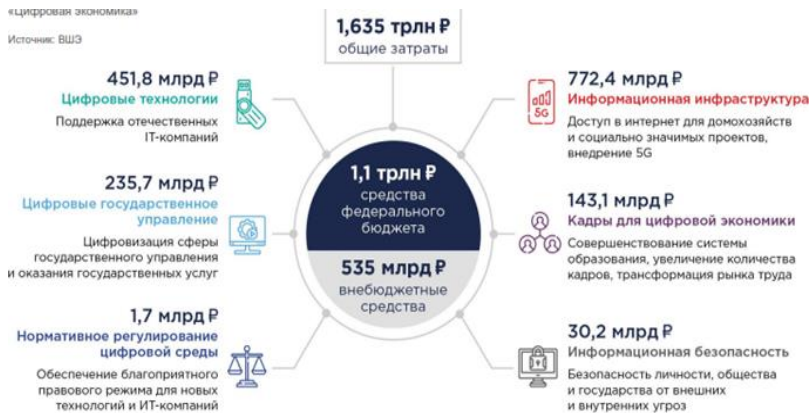 «Цифровая экономика»
Источник: ВШЭ
1,635 трлн ₽
общие затраты
451,8 млрд ₽
Цифровые технологии
Поддержка отечественных
IT-компаний
235,7 млрд ₽
Цифровые государственное
управление
Цифровизация сферы
государственного управления
и оказания государственных услуг
1,7 млрд ₽
Нормативное регулирование
цифровой среды
Обеспечение благоприятного
правового режима для новых
технологий и ИТ-компаний
1,1 трлн ₽
средства
федерального
бюджета
535 млрд ₽
внебюджетные
средства
5G
772,4 млрд ₽
Информационная инфраструктура
Доступ в интернет для домохозяйств
и социально значимых проектов,
внедрение 5G
143,1 млрд ₽
Кадры для цифровой экономики
Совершенствование системы
образования, увеличение количества
кадров, трансформация рынка труда
30,2 млрд ₽
Информационная безопасность
Безопасность личности, общества
и государства от внешних
и внутренних угроз